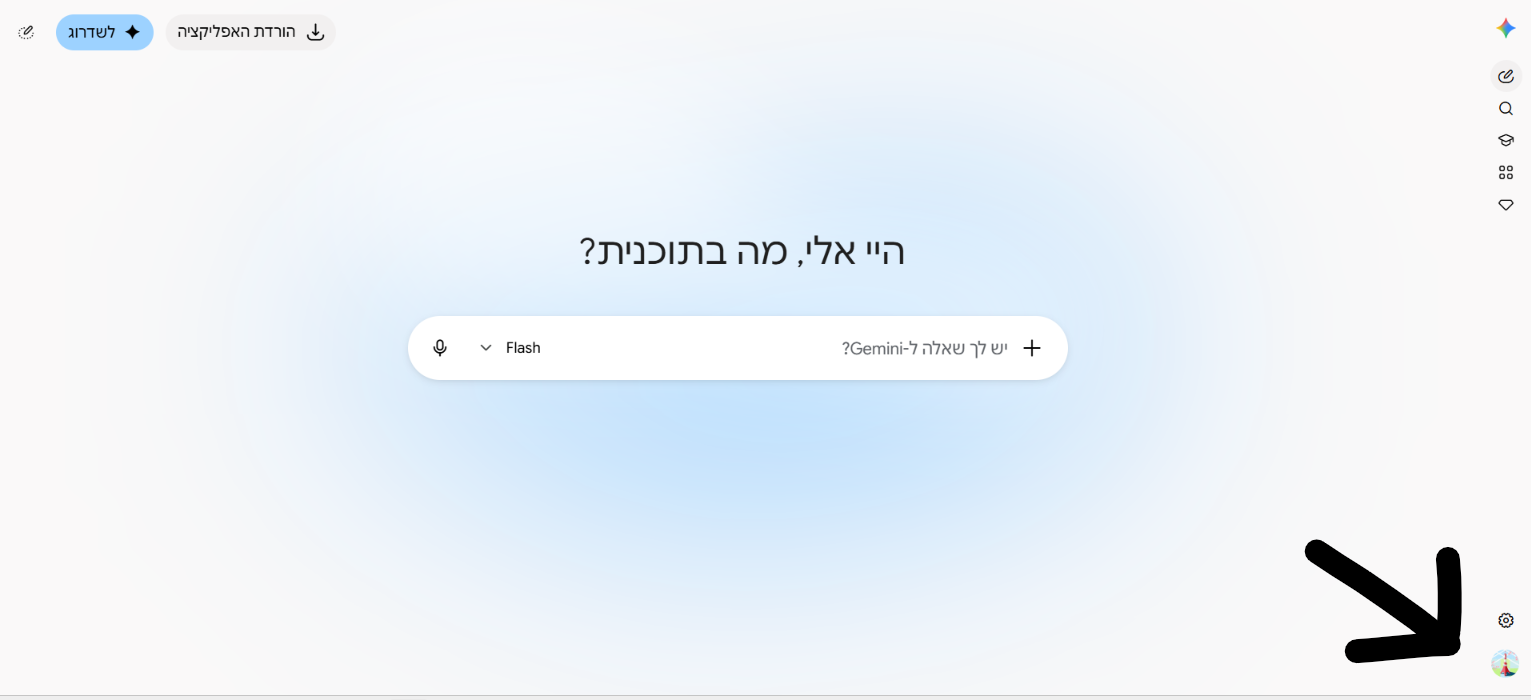 הורדת האפליקציה
לשדרוג
היי אלי, מה בתוכנית?
יש לך שאלה ל-Gemini?
Flash